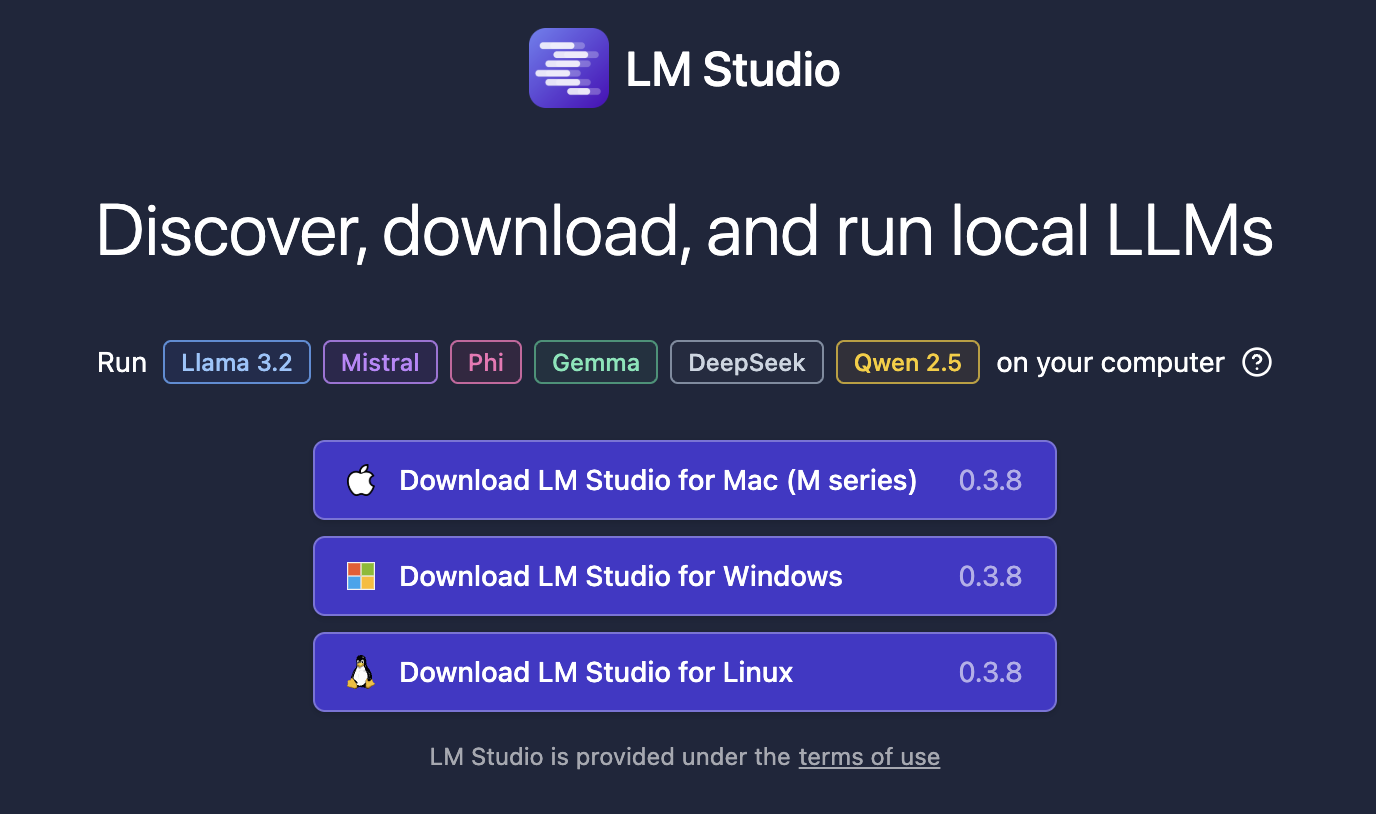 LM Studio
Discover, download, and run local LLMs
Run Llama 3.2 Mistral Phi Gemma DeepSeek Qwen 2.5 on your computer ?
Download LM Studio for Mac (M series) 0.3.8
Download LM Studio for Windows 0.3.8
Download LM Studio for Linux 0.3.8
LM Studio is provided under the terms of use